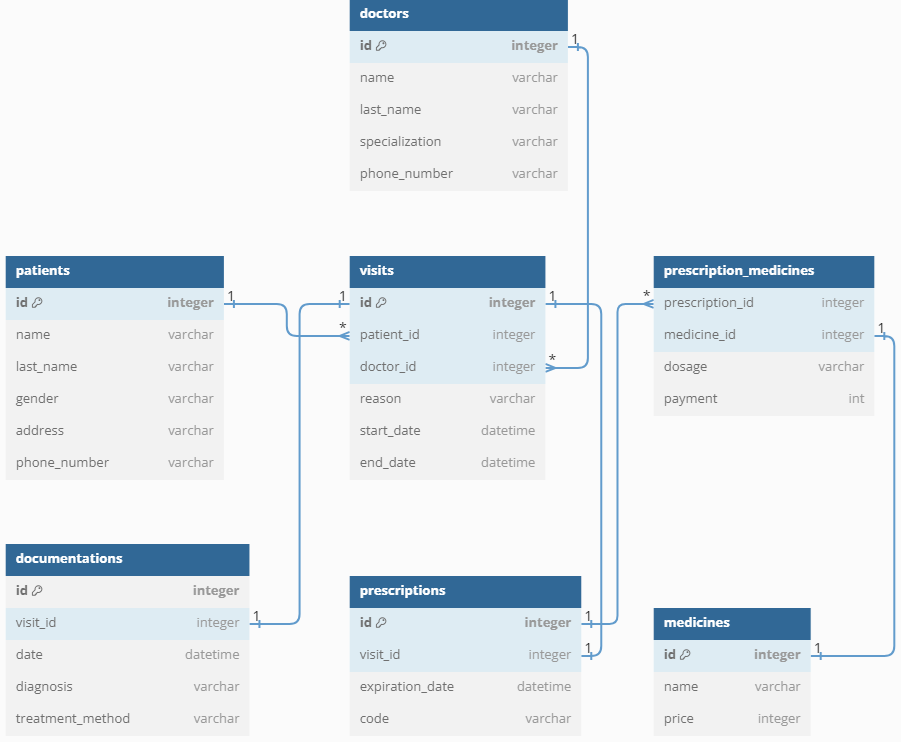 doctors
id integer
name varchar
last_name varchar
specialization varchar
phone_number varchar
1
*
patients
id integer
name varchar
last_name varchar
gender varchar
address varchar
phone_number varchar
1
*
visits
id integer
patient_id integer
doctor_id integer
reason varchar
start_date datetime
end_date datetime
1
1
prescription_medicines
prescription_id integer
medicine_id integer
dosage varchar
payment int
*
1
documentations
id integer
visit_id integer
date datetime
diagnosis varchar
treatment_method varchar
1
prescriptions
id integer
visit_id integer
expiration_date datetime
code varchar
1
1
medicines
id integer
name varchar
price integer
1